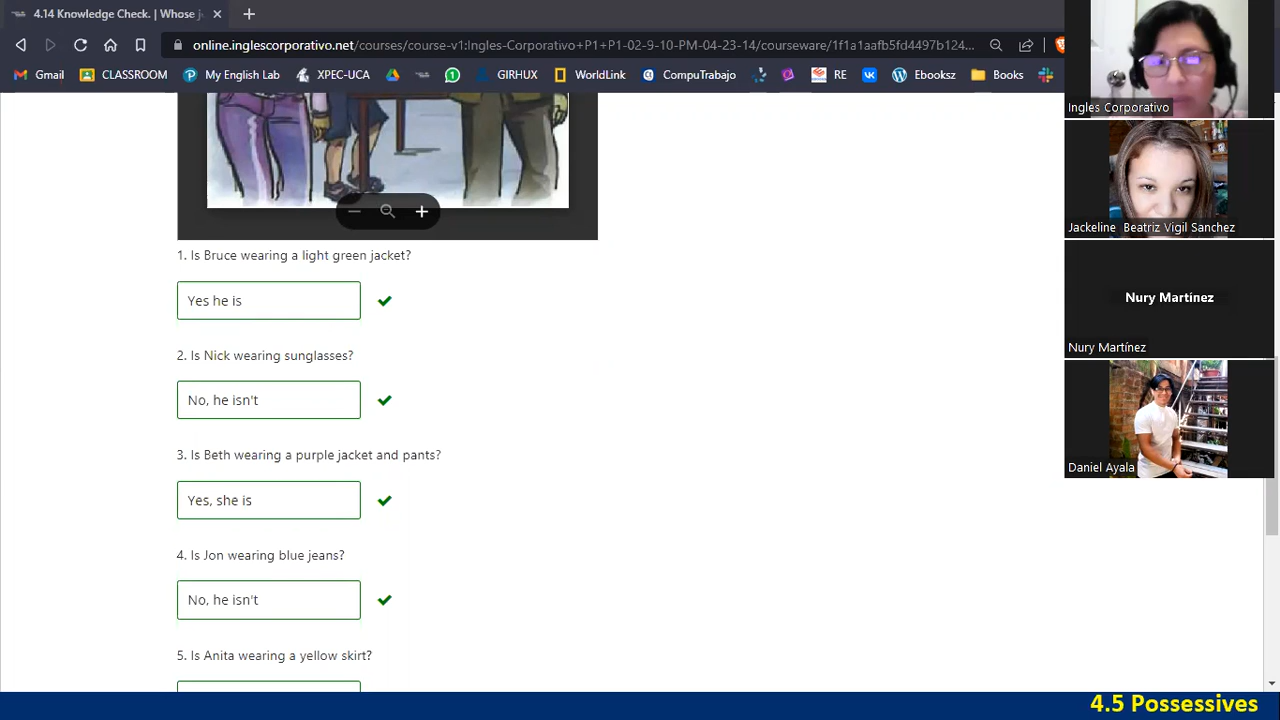 4.14 Knowledge Check. | Whose j
online.inglescorporativo.net/courses/course-v1:Ingles-Corporativo+P1+P1-02-9-10-PM-04-23-14/courseware/1f1a1aafb5fd4497b124...
Gmail CLASSROOM My English Lab XPEC-UCA GIRHUX WorldLink CompuTrabajo RE Ebooksz Books
1. Is Bruce wearing a light green jacket?
Yes he is
2. Is Nick wearing sunglasses?
No, he isn't
3. Is Beth wearing a purple jacket and pants?
Yes, she is
4. Is Jon wearing blue jeans?
No, he isn't
5. Is Anita wearing a yellow skirt?
Ingles Corporativo
Jackeline Beatriz Vigil Sanchez
Nury Martínez
Nury Martínez
Daniel Ayala
4.5 Possessives